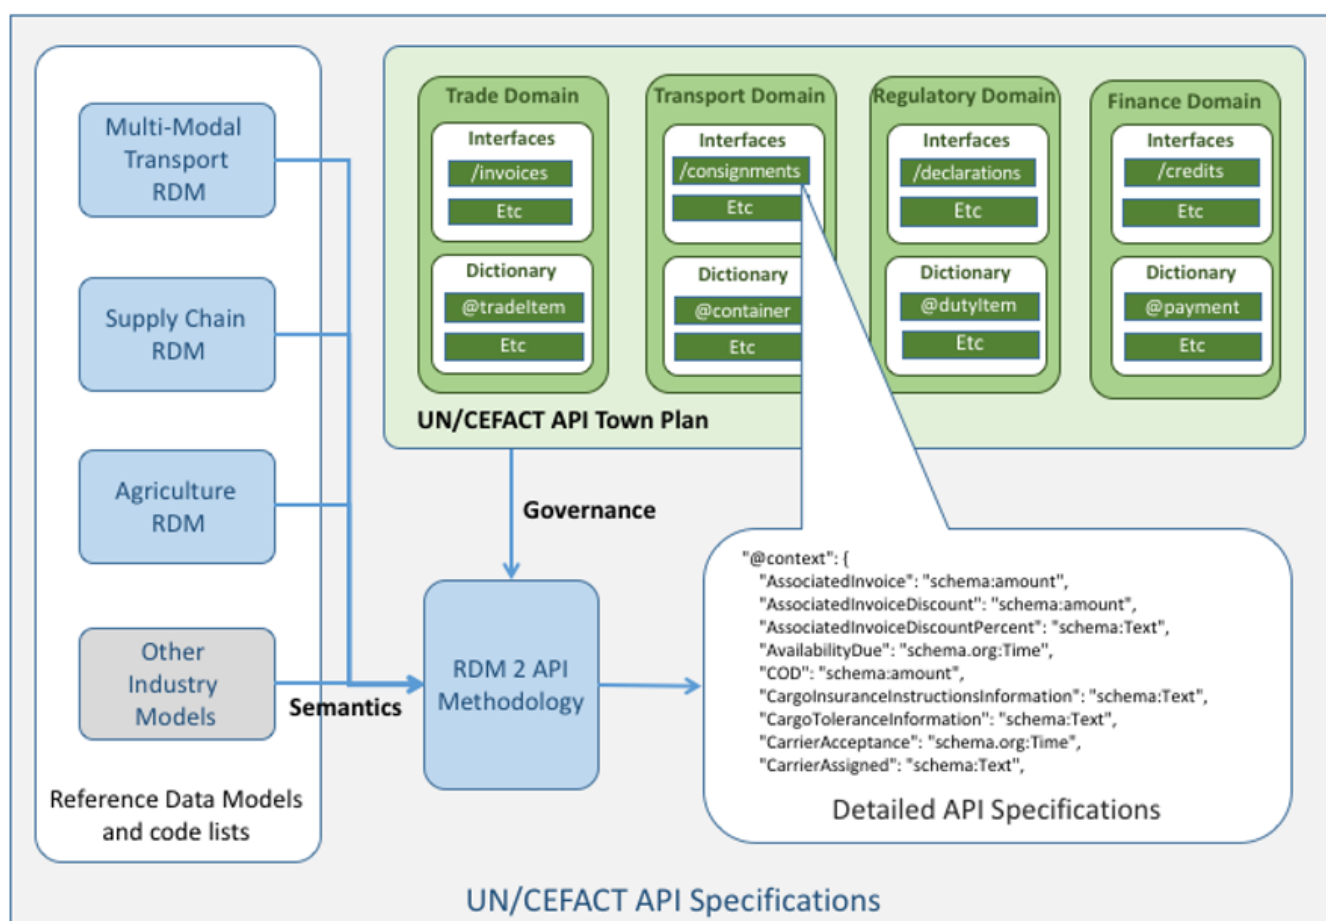 Multi-Modal
Transport
RDM
Supply Chain
RDM
Agriculture
RDM
Other
Industry
Models
Reference Data Models
and code lists
Trade Domain
Interfaces
/invoices
Etc
Dictionary
@tradeItem
Etc
Transport Domain
Interfaces
/consignments
Etc
Dictionary
@container
Etc
Regulatory Domain
Interfaces
/declarations
Etc
Dictionary
@dutyItem
Etc
Finance Domain
Interfaces
/credits
Etc
Dictionary
@payment
Etc
UN/CEFACT API Town Plan
Governance
Semantics
RDM 2 API
Methodology
"@context": {
"AssociatedInvoice": "schema:amount",
"AssociatedInvoiceDiscount": "schema:amount",
"AssociatedInvoiceDiscountPercent": "schema:Text",
"AvailabilityDue": "schema.org:Time",
"COD": "schema:amount",
"CargoInsuranceInstructionsInformation": "schema:Text",
"CargoToleranceInformation": "schema:Text",
"CarrierAcceptance": "schema.org:Time",
"CarrierAssigned": "schema:Text",
Detailed API Specifications
UN/CEFACT API Specifications